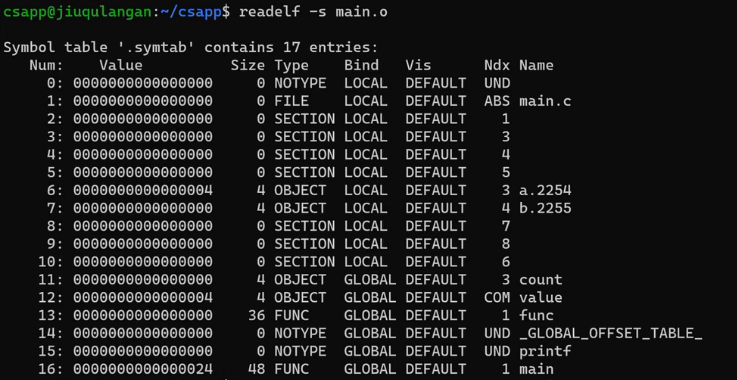 csapp@jiuqulangan:~/csapp$ readelf -s main.o
Symbol table '.symtab' contains 17 entries:
   Num:    Value          Size Type    Bind   Vis      Ndx Name
     0: 0000000000000000     0 NOTYPE  LOCAL  DEFAULT  UND
     1: 0000000000000000     0 FILE    LOCAL  DEFAULT  ABS main.c
     2: 0000000000000000     0 SECTION LOCAL  DEFAULT    1
     3: 0000000000000000     0 SECTION LOCAL  DEFAULT    3
     4: 0000000000000000     0 SECTION LOCAL  DEFAULT    4
     5: 0000000000000000     0 SECTION LOCAL  DEFAULT    5
     6: 0000000000000004     4 OBJECT  LOCAL  DEFAULT    3 a.2254
     7: 0000000000000000     4 OBJECT  LOCAL  DEFAULT    4 b.2255
     8: 0000000000000000     0 SECTION LOCAL  DEFAULT    7
     9: 0000000000000000     0 SECTION LOCAL  DEFAULT    8
    10: 0000000000000000     0 SECTION LOCAL  DEFAULT    6
    11: 0000000000000000     4 OBJECT  GLOBAL DEFAULT    3 count
    12: 0000000000000004     4 OBJECT  GLOBAL DEFAULT  COM value
    13: 0000000000000000    36 FUNC    GLOBAL DEFAULT    1 func
    14: 0000000000000000     0 NOTYPE  GLOBAL DEFAULT  UND _GLOBAL_OFFSET_TABLE_
    15: 0000000000000000     0 NOTYPE  GLOBAL DEFAULT  UND printf
    16: 0000000000000024    48 FUNC    GLOBAL DEFAULT    1 main